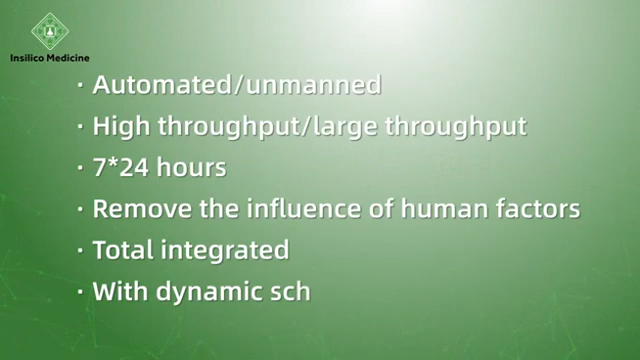 Insilico Medicine
· Automated/unmanned
· High throughput/large throughput
· 7*24 hours
· Remove the influence of human factors
· Total integrated
· With dynamic sch